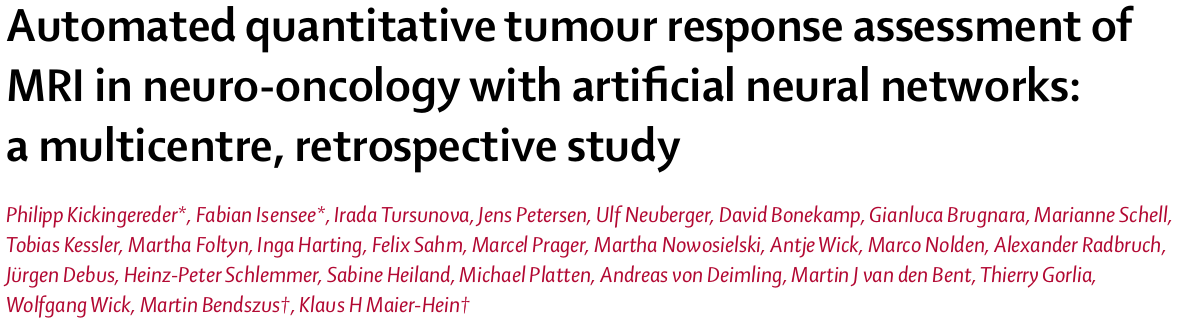 Automated quantitative tumour response assessment of
MRI in neuro-oncology with artificial neural networks:
a multicentre, retrospective study
Philipp Kickingereder*, Fabian Isensee*, Irada Tursunova, Jens Petersen, Ulf Neuberger, David Bonekamp, Gianluca Brugnara, Marianne Schell,
Tobias Kessler, Martha Foltyn, Inga Harting, Felix Sahm, Marcel Prager, Martha Nowosielski, Antje Wick, Marco Nolden, Alexander Radbruch,
Jürgen Debus, Heinz-Peter Schlemmer, Sabine Heiland, Michael Platten, Andreas von Deimling, Martin J van den Bent, Thierry Gorlia,
Wolfgang Wick, Martin Bendszus†, Klaus H Maier-Hein†